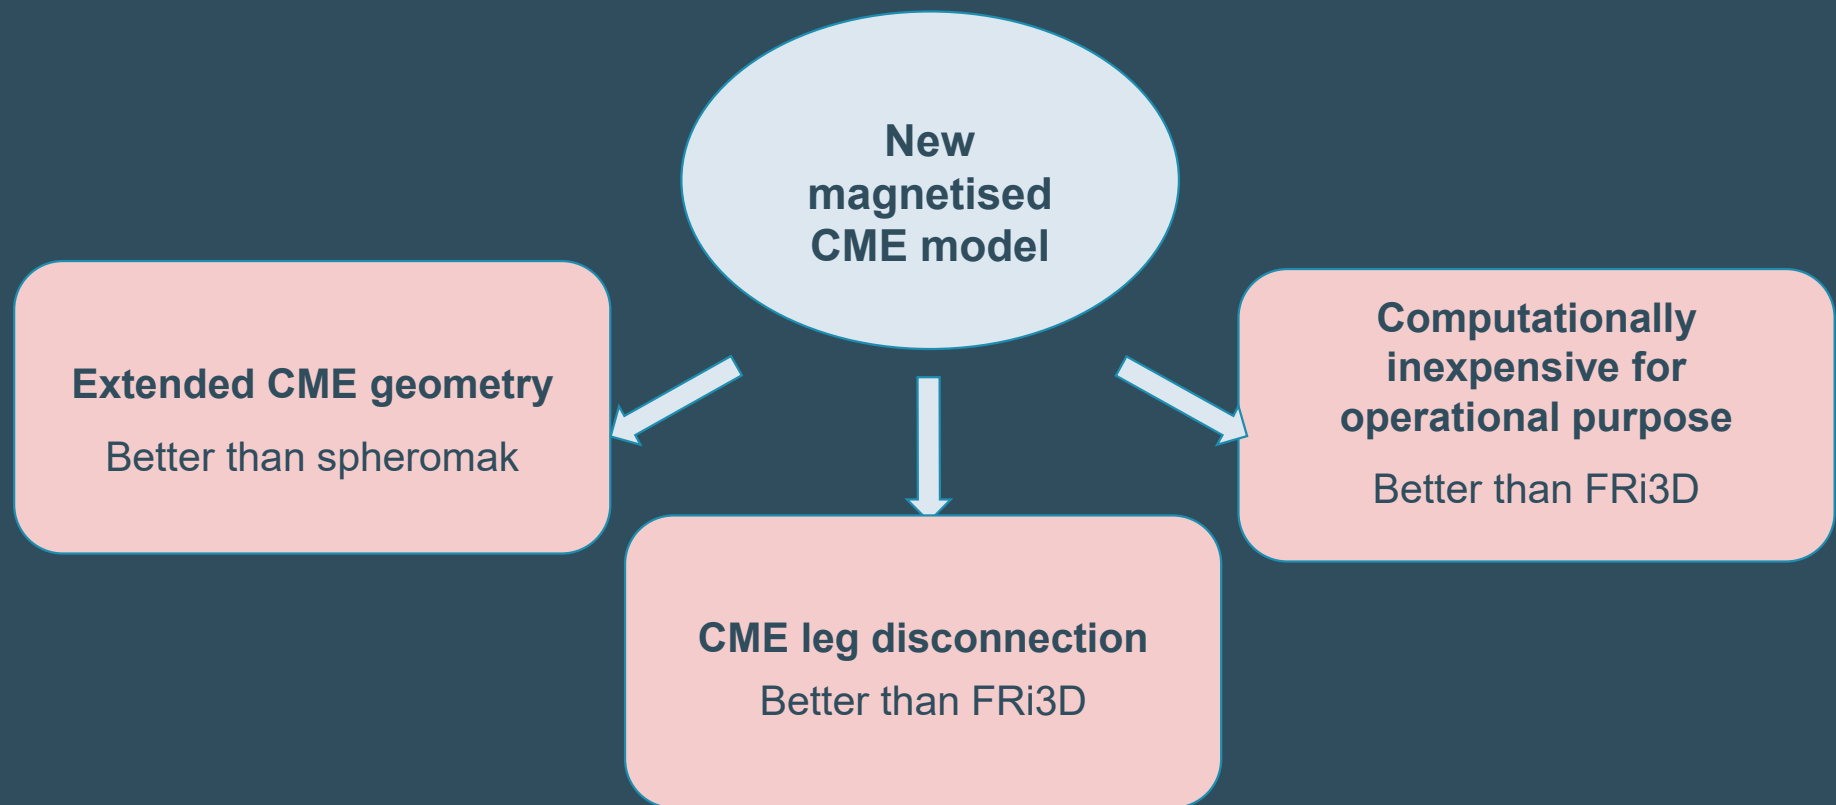 New
magnetised
CME model
Extended CME geometry
Better than spheromak
CME leg disconnection
Better than FRi3D
Computationally
inexpensive for
operational purpose
Better than FRi3D